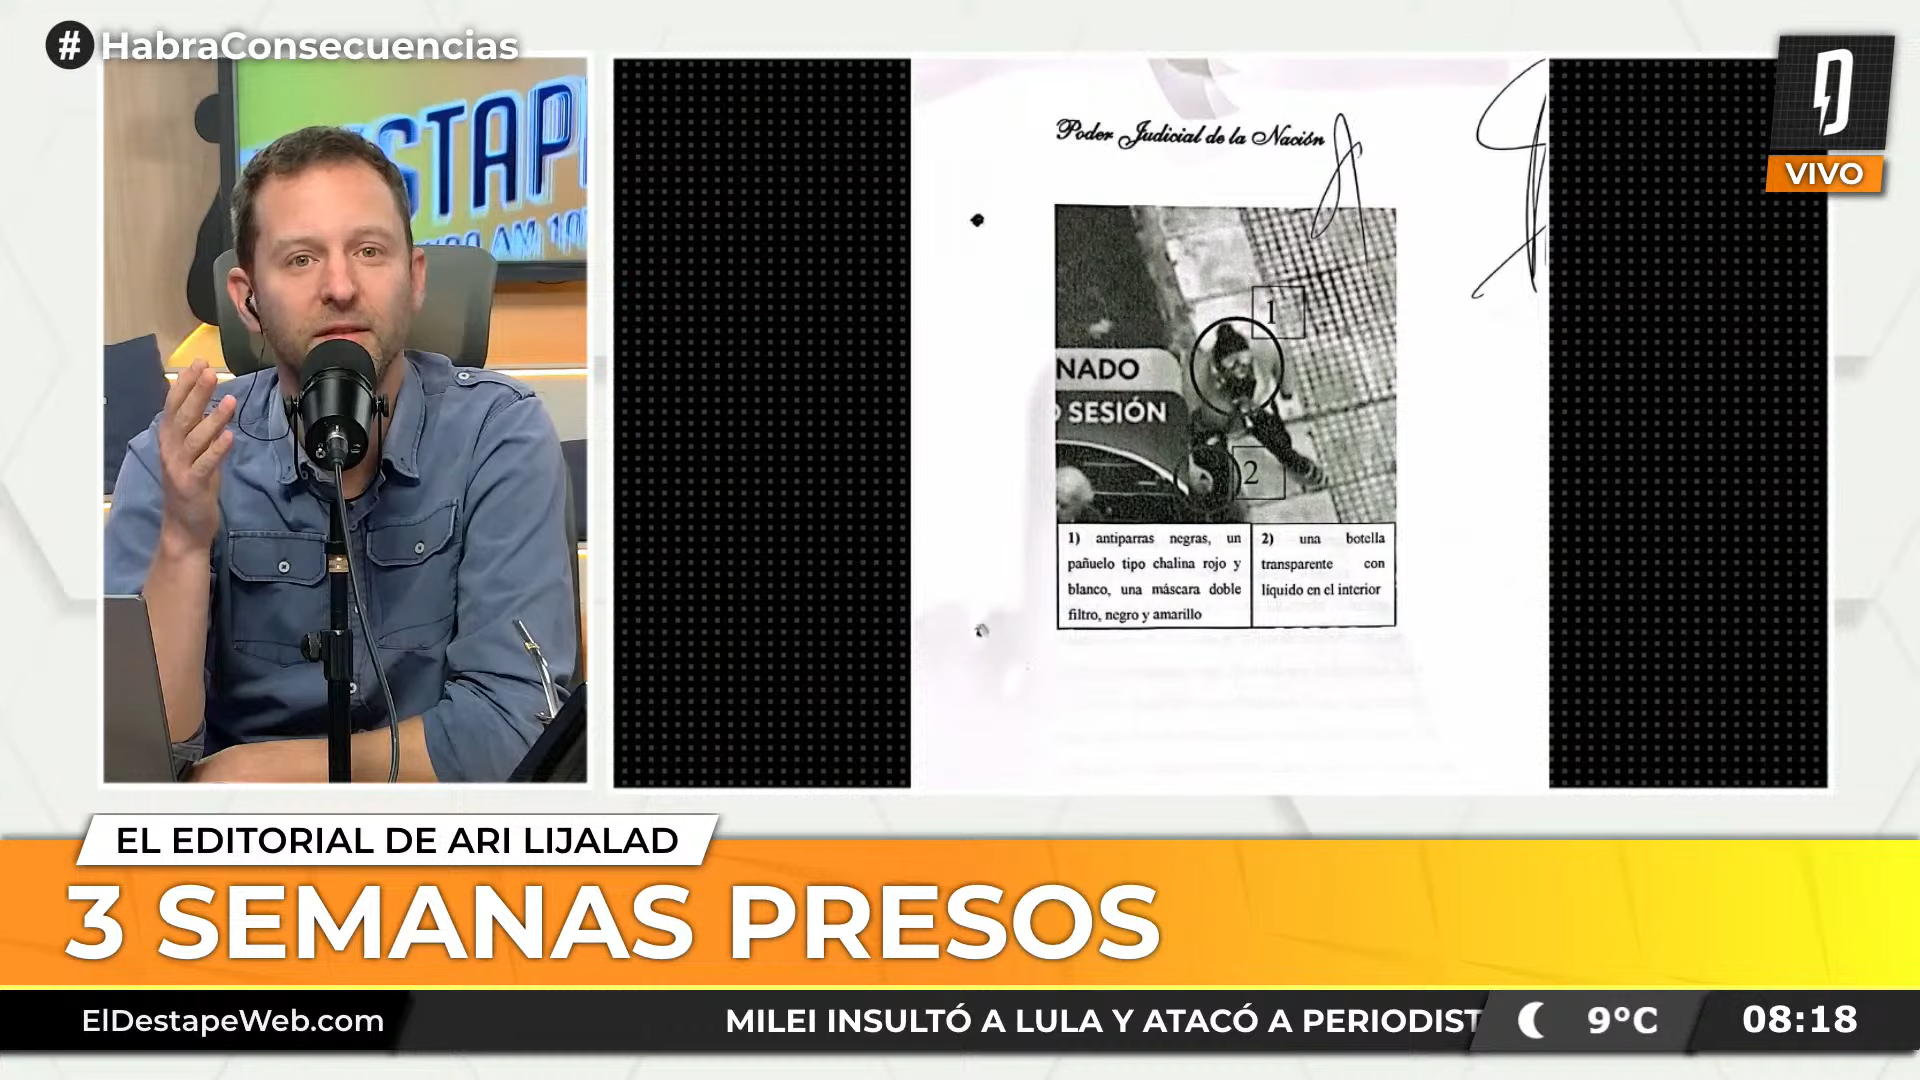 #HabraConsecuencias
VIVO
Poder Judicial de la Nación
1
NADO
SESIÓN
2
1) antiparras negras, un
pañuelo tipo chalina rojo y
blanco, una máscara doble
filtro, negro y amarillo
2) una botella
transparente con
líquido en el interior
EL EDITORIAL DE ARI LIJALAD
3 SEMANAS PRESOS
ElDestapeWeb.com
MILEI INSULTÓ A LULA Y ATACÓ A PERIODIST
9°C
08:18